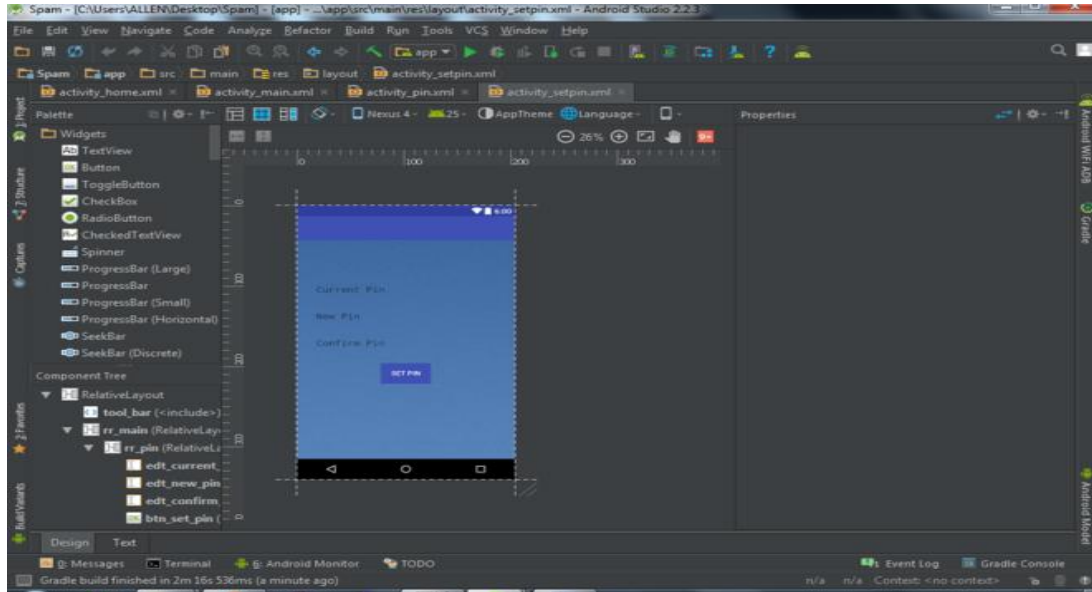 Spam - [C:\Users\ALLEN\Desktop\Spam] - [app] - ...\app\src\main\res\layout\activity_setpin.xml - Android Studio 2.2.3
File Edit View Navigate Code Analyze Refactor Build Run Tools VCS Window Help
app
Spam app src main res layout activity_setpin.xml
activity_home.xml activity_main.xml activity_pin.xml activity_setpin.xml
Palette Nexus 4 25 AppTheme Language Properties
Widgets 26%
Ab TextView
0 100 200 300
OK Button
ToggleButton
CheckBox
RadioButton
CheckedTextView
Spinner
ProgressBar (Large)
ProgressBar
ProgressBar (Small)
ProgressBar (Horizontal)
SeekBar
SeekBar (Discrete)
6:00
Current Pin
New Pin
Confirm Pin
SET PIN
Component Tree
RelativeLayout
tool_bar (<include>)
rr_main (RelativeLay
rr_pin (RelativeLa
edt_current_
edt_new_pin
edt_confirm_
btn_set_pin (
Design Text
1: Project
7: Structure
Captures
2: Favorites
Build Variants
Android WiFi ADB
Gradle
Android Model
0: Messages Terminal 6: Android Monitor TODO Event Log Gradle Console
Gradle build finished in 2m 16s 536ms (a minute ago) n/a n/a Context: <no context>